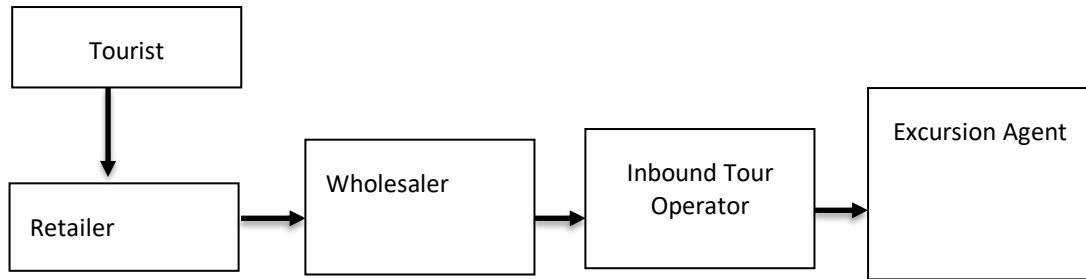 Tourist
Retailer
Wholesaler
Inbound Tour
Operator
Excursion Agent